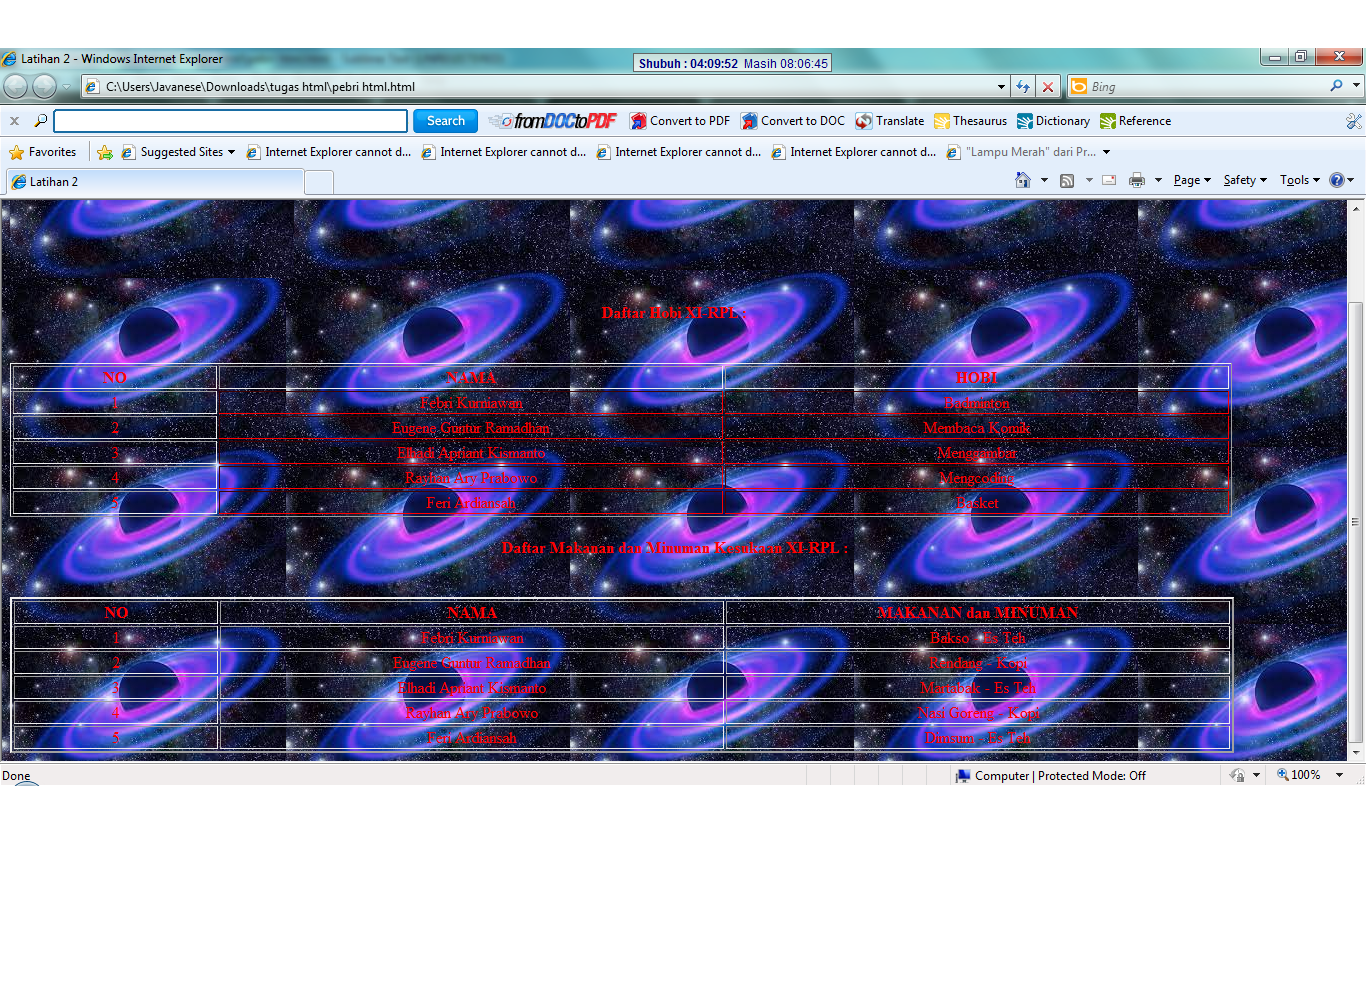 Latihan 2 - Windows Internet Explorer
Shubuh : 04:09:52 Masih 08:06:45
C:\Users\Javanese\Downloads\tugas html\pebri html.html
Bing
x
Search
fromDOCtoPDF
Convert to PDF
Convert to DOC
Translate
Thesaurus
Dictionary
Reference
Favorites
Suggested Sites
Internet Explorer cannot d...
Internet Explorer cannot d...
Internet Explorer cannot d...
Internet Explorer cannot d...
"Lampu Merah" dari Pr...
Latihan 2
Page
Safety
Tools
Daftar Hobi XI-RPL :
NO NAMA HOBI
1 Febri Kurniawan Badminton
2 Eugene Guntur Ramadhan Membaca Komik
3 Elhadi Apriant Kismanto Menggambar
4 Rayhan Ary Prabowo Mengcoding
5 Feri Ardiansah Basket
Daftar Makanan dan Minuman Kesukaan XI-RPL :
NO NAMA MAKANAN dan MINUMAN
1 Febri Kurniawan Bakso - Es Teh
2 Eugene Guntur Ramadhan Rendang - Kopi
3 Elhadi Apriant Kismanto Martabak - Es Teh
4 Rayhan Ary Prabowo Nasi Goreng - Kopi
5 Feri Ardiansah Dimsum - Es Teh
Done
Computer | Protected Mode: Off
100%